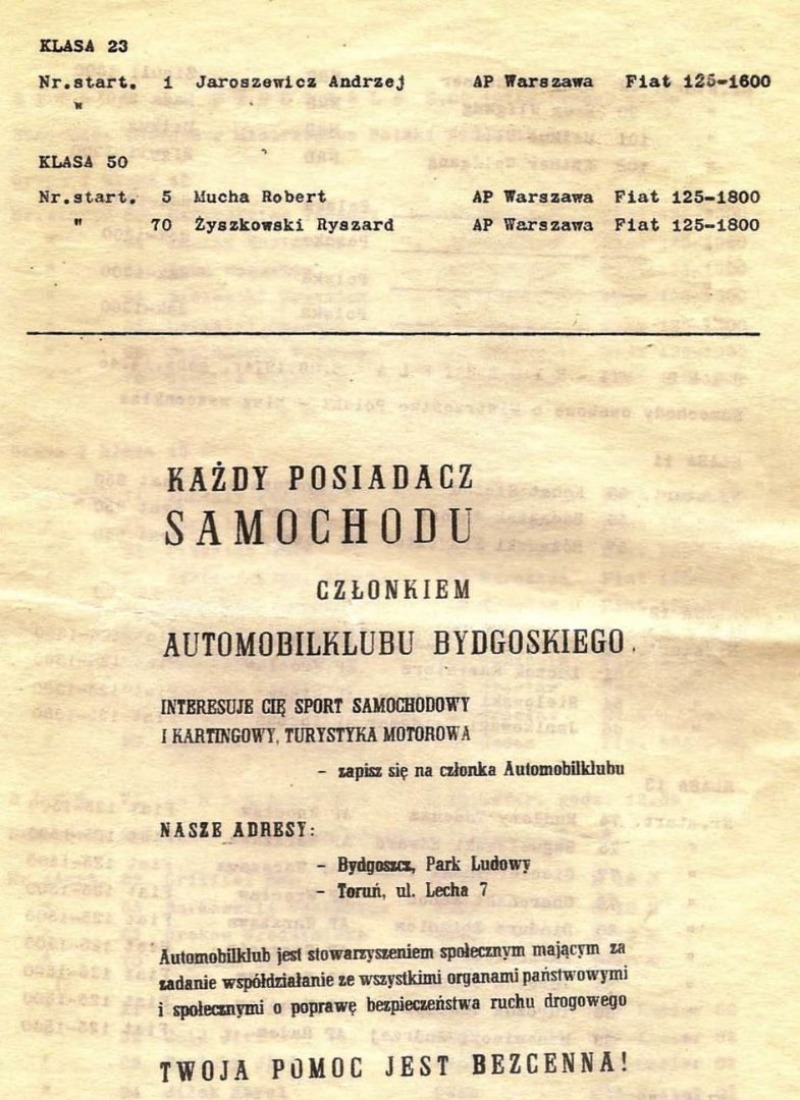 KLASA 23
Nr.start. 1 Jaroszewicz Andrzej AP Warszawa Fiat 125-1600
"
KLASA 50
Nr.start. 5 Mucha Robert AP Warszawa Fiat 125-1800
" 70 Żyszkowski Ryszard AP Warszawa Fiat 125-1800
KAŻDY POSIADACZ
SAMOCHODU
CZŁONKIEM
AUTOMOBILKLUBU BYDGOSKIEGO.
INTERESUJE CIĘ SPORT SAMOCHODOWY
I KARTINGOWY, TURYSTYKA MOTOROWA
- zapisz się na członka Automobilklubu
NASZE ADRESY:
- Bydgoszcz, Park Ludowy
- Toruń, ul. Lecha 7
Automobilklub jest stowarzyszeniem społecznym mającym za
zadanie współdziałanie ze wszystkimi organami państwowymi
i społecznymi o poprawę bezpieczeństwa ruchu drogowego
TWOJA POMOC JEST BEZCENNA!